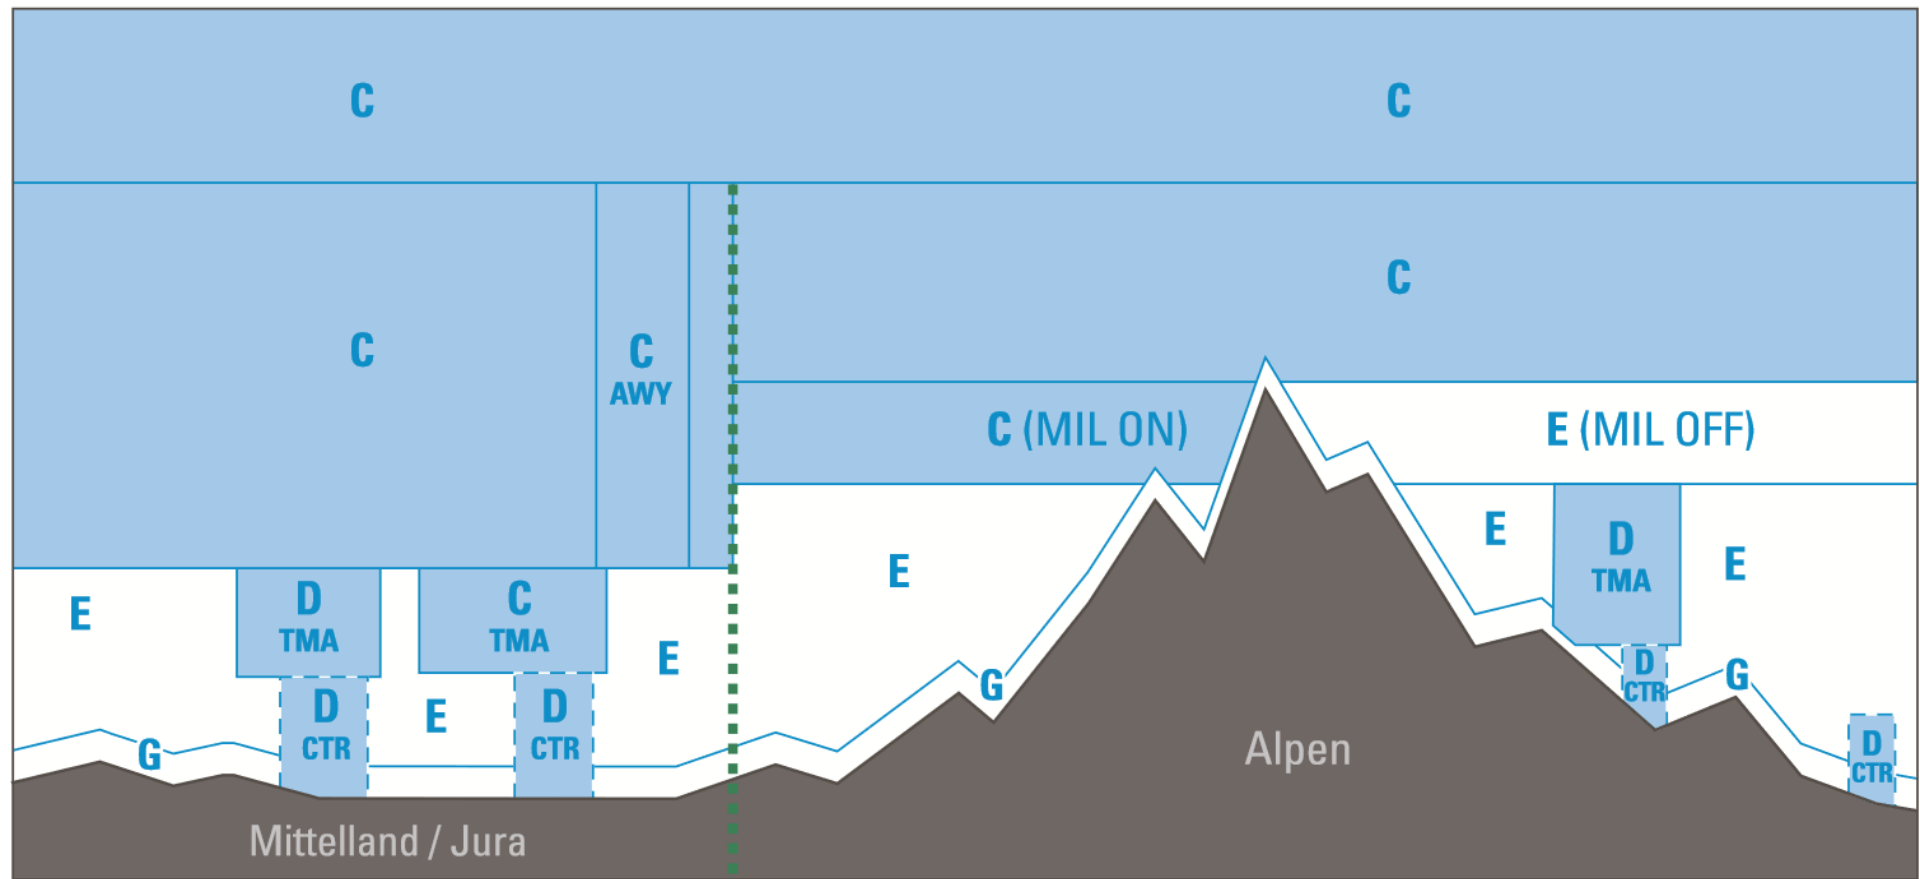 C
C
C
C
C
AWY
C (MIL ON)
E (MIL OFF)
E
D
TMA
C
TMA
E
E
E
D
TMA
E
D
CTR
E
D
CTR
G
G
D
CTR
G
D
CTR
Alpen
Mittelland / Jura